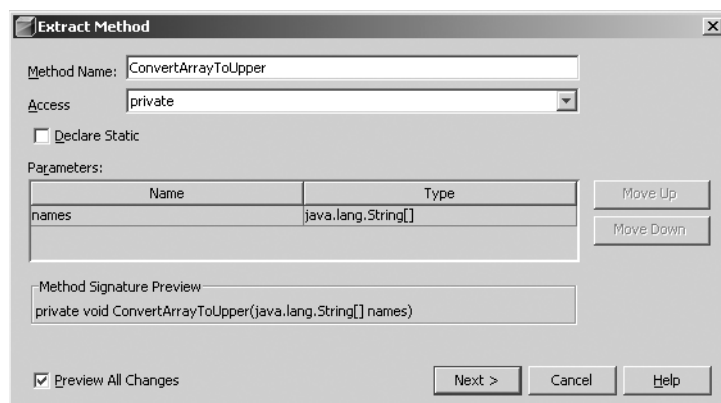 Extract Method
Method Name: ConvertArrayToUpper
Access private
Declare Static
Parameters:
Name Type
names java.lang.String[]
Move Up
Move Down
Method Signature Preview
private void ConvertArrayToUpper(java.lang.String[] names)
Preview All Changes Next > Cancel Help